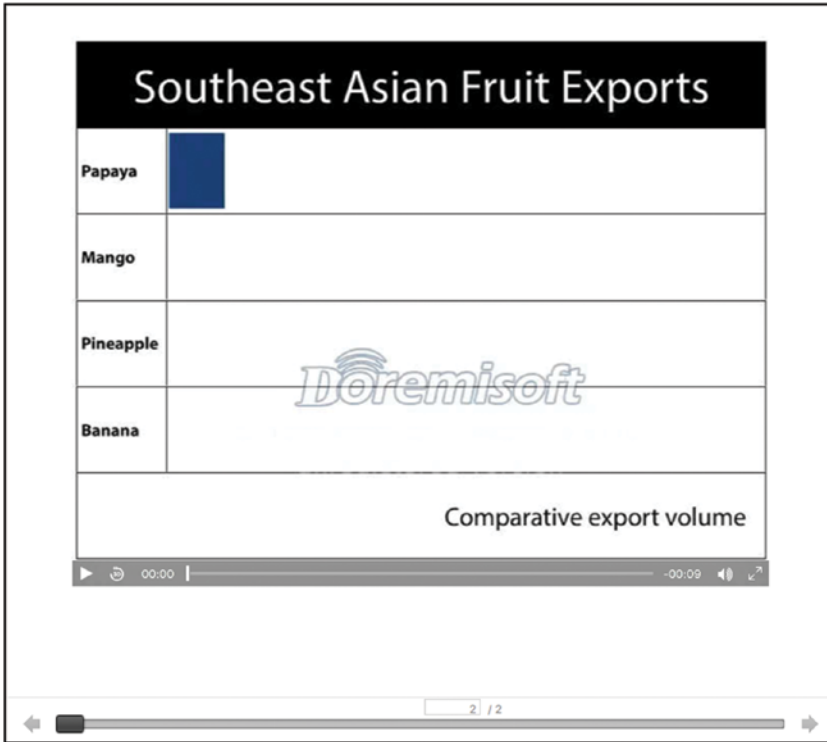 Southeast Asian Fruit Exports
Papaya
Mango
Pineapple
Doremisoft
Banana
Comparative export volume
00:00 -00:09
2 / 2